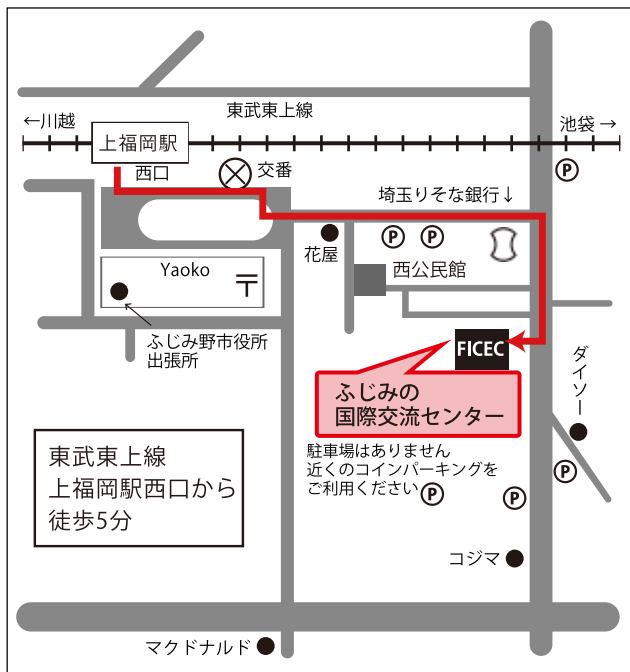 東武東上線
←川越
池袋→
上福岡駅
西口
交番
P
埼玉りそな銀行↓
花屋
P
P
西公民館
Yaoko
〒
ふじみ野市役所
出張所
FICEC
ダイソー
ふじみの
国際交流センター
駐車場はありません
近くのコインパーキングを
ご利用ください
P
P
P
東武東上線
上福岡駅西口から
徒歩5分
コジマ
マクドナルド